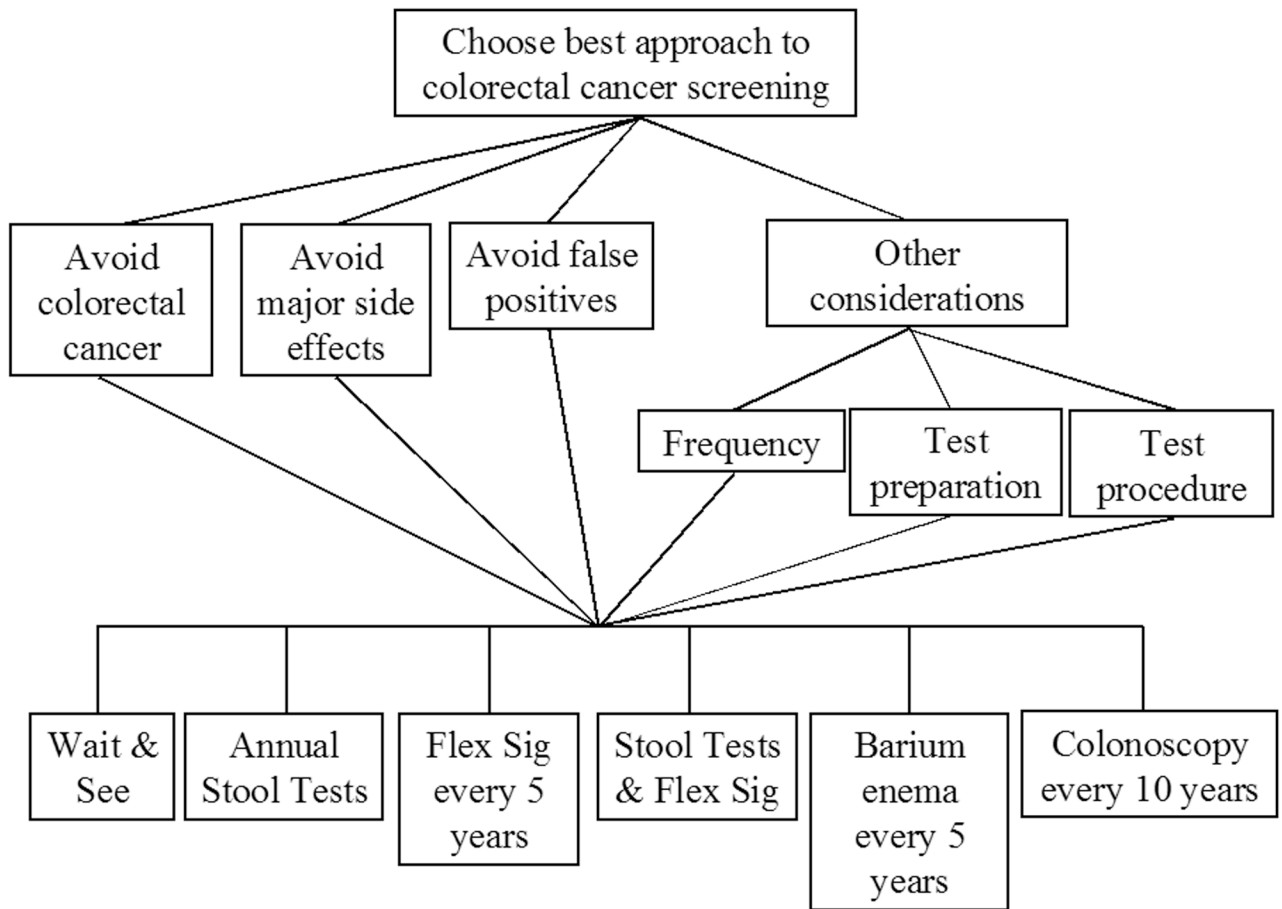 Choose best approach to
colorectal cancer screening
Avoid
colorectal
cancer
Avoid
major side
effects
Avoid false
positives
Other
considerations
Frequency
Test
preparation
Test
procedure
Wait &
See
Annual
Stool Tests
Flex Sig
every 5
years
Stool Tests
& Flex Sig
Barium
enema
every 5
years
Colonoscopy
every 10 years